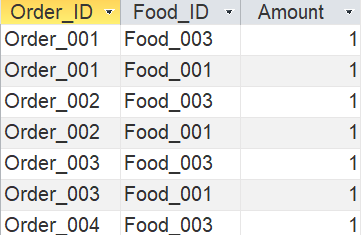 Order_ID Food_ID Amount
Order_001 Food_003 1
Order_001 Food_001 1
Order_002 Food_003 1
Order_002 Food_001 1
Order_003 Food_003 1
Order_003 Food_001 1
Order_004 Food_003 1